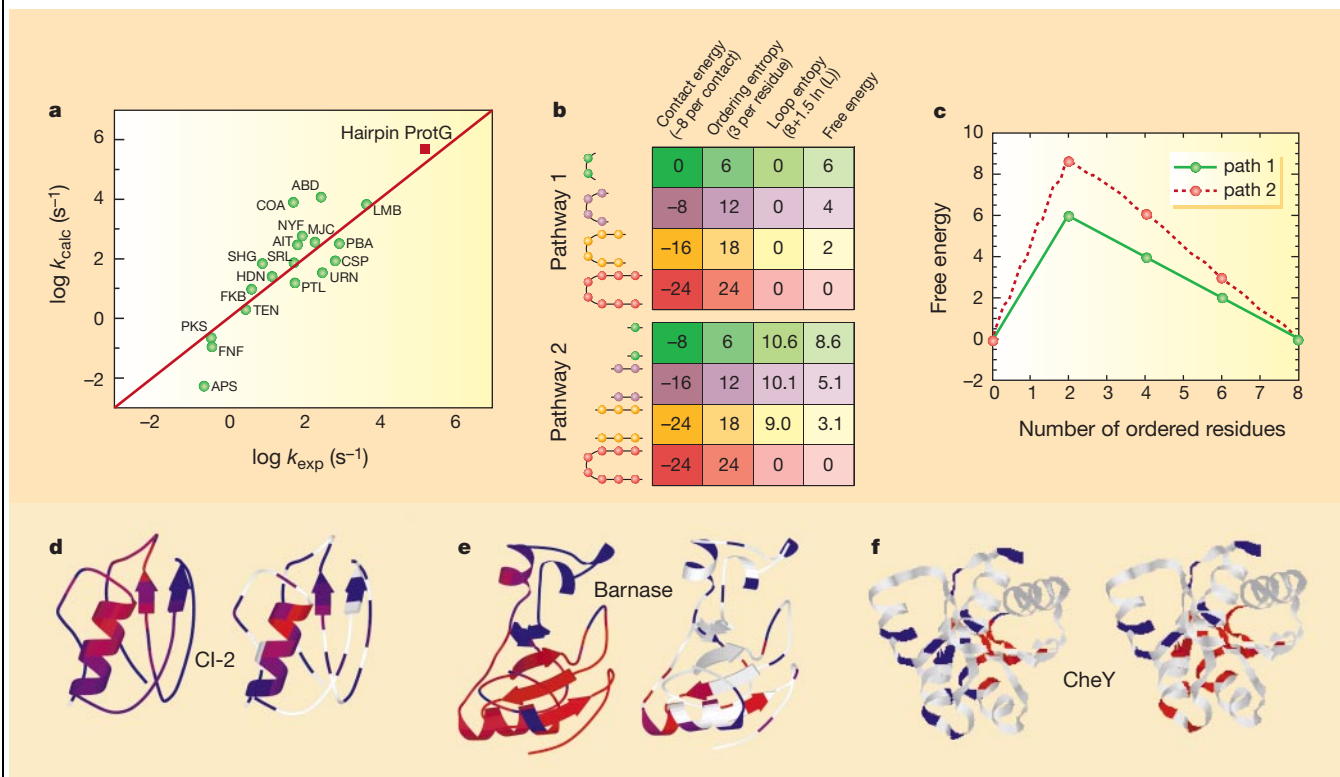 a
Hairpin ProtG
ABD
COA
LMB
NYF
MJC
AIT
PBA
SHG
SRL
CSP
HDN
URN
PTL
FKB
TEN
PKS
FNF
APS
6
4
2
0
−2
−2
0
2
4
6
log kcalc (s−1)
log kexp (s−1)
b
Contact energy
(−8 per contact)
Ordering entropy
(3 per residue)
Loop entopy
(8+1.5 ln (L))
Free energy
Pathway 1
0 6 0 6
−8 12 0 4
−16 18 0 2
−24 24 0 0
Pathway 2
−8 6 10.6 8.6
−16 12 10.1 5.1
−24 18 9.0 3.1
−24 24 0 0
c
10
8
6
4
2
0
−2
0 1 2 3 4 5 6 7 8
Free energy
Number of ordered residues
path 1
path 2
d
CI-2
e
Barnase
f
CheY